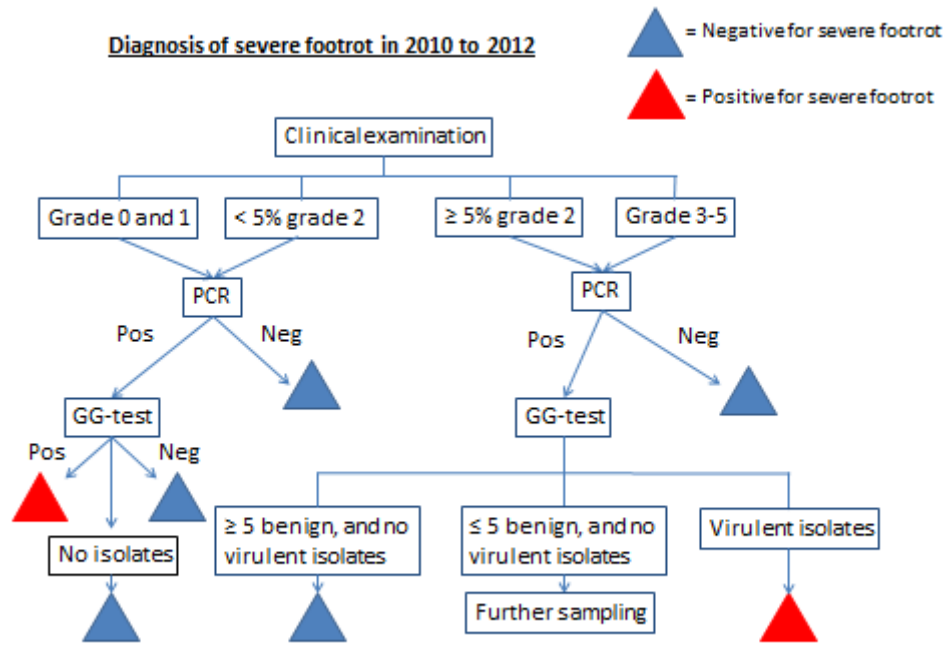 Diagnosis of severe footrot in 2010 to 2012
= Negative for severe footrot
= Positive for severe footrot
Clinical examination
Grade 0 and 1
< 5% grade 2
≥ 5% grade 2
Grade 3-5
PCR
PCR
Pos
Neg
Pos
Neg
GG-test
GG-test
Pos
Neg
No isolates
≥ 5 benign, and no
virulent isolates
≤ 5 benign, and no
virulent isolates
Virulent isolates
Further sampling